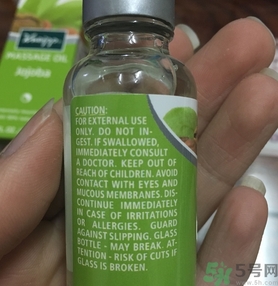 Kneipp
MASSAGE OIL
Jojoba
CAUTION:
FOR EXTERNAL USE
ONLY. DO NOT IN-
GEST. IF SWALLOWED,
IMMEDIATELY CONSULT
A DOCTOR. KEEP OUT OF
REACH OF CHILDREN. AVOID
CONTACT WITH EYES AND
MUCOUS MEMBRANES. DIS-
CONTINUE IMMEDIATELY
IN CASE OF IRRITATIONS
OR ALLERGIES. GUARD
AGAINST SLIPPING. GLASS
BOTTLE - MAY BREAK. AT-
TENTION - RISK OF CUTS IF
GLASS IS BROKEN.
5号网